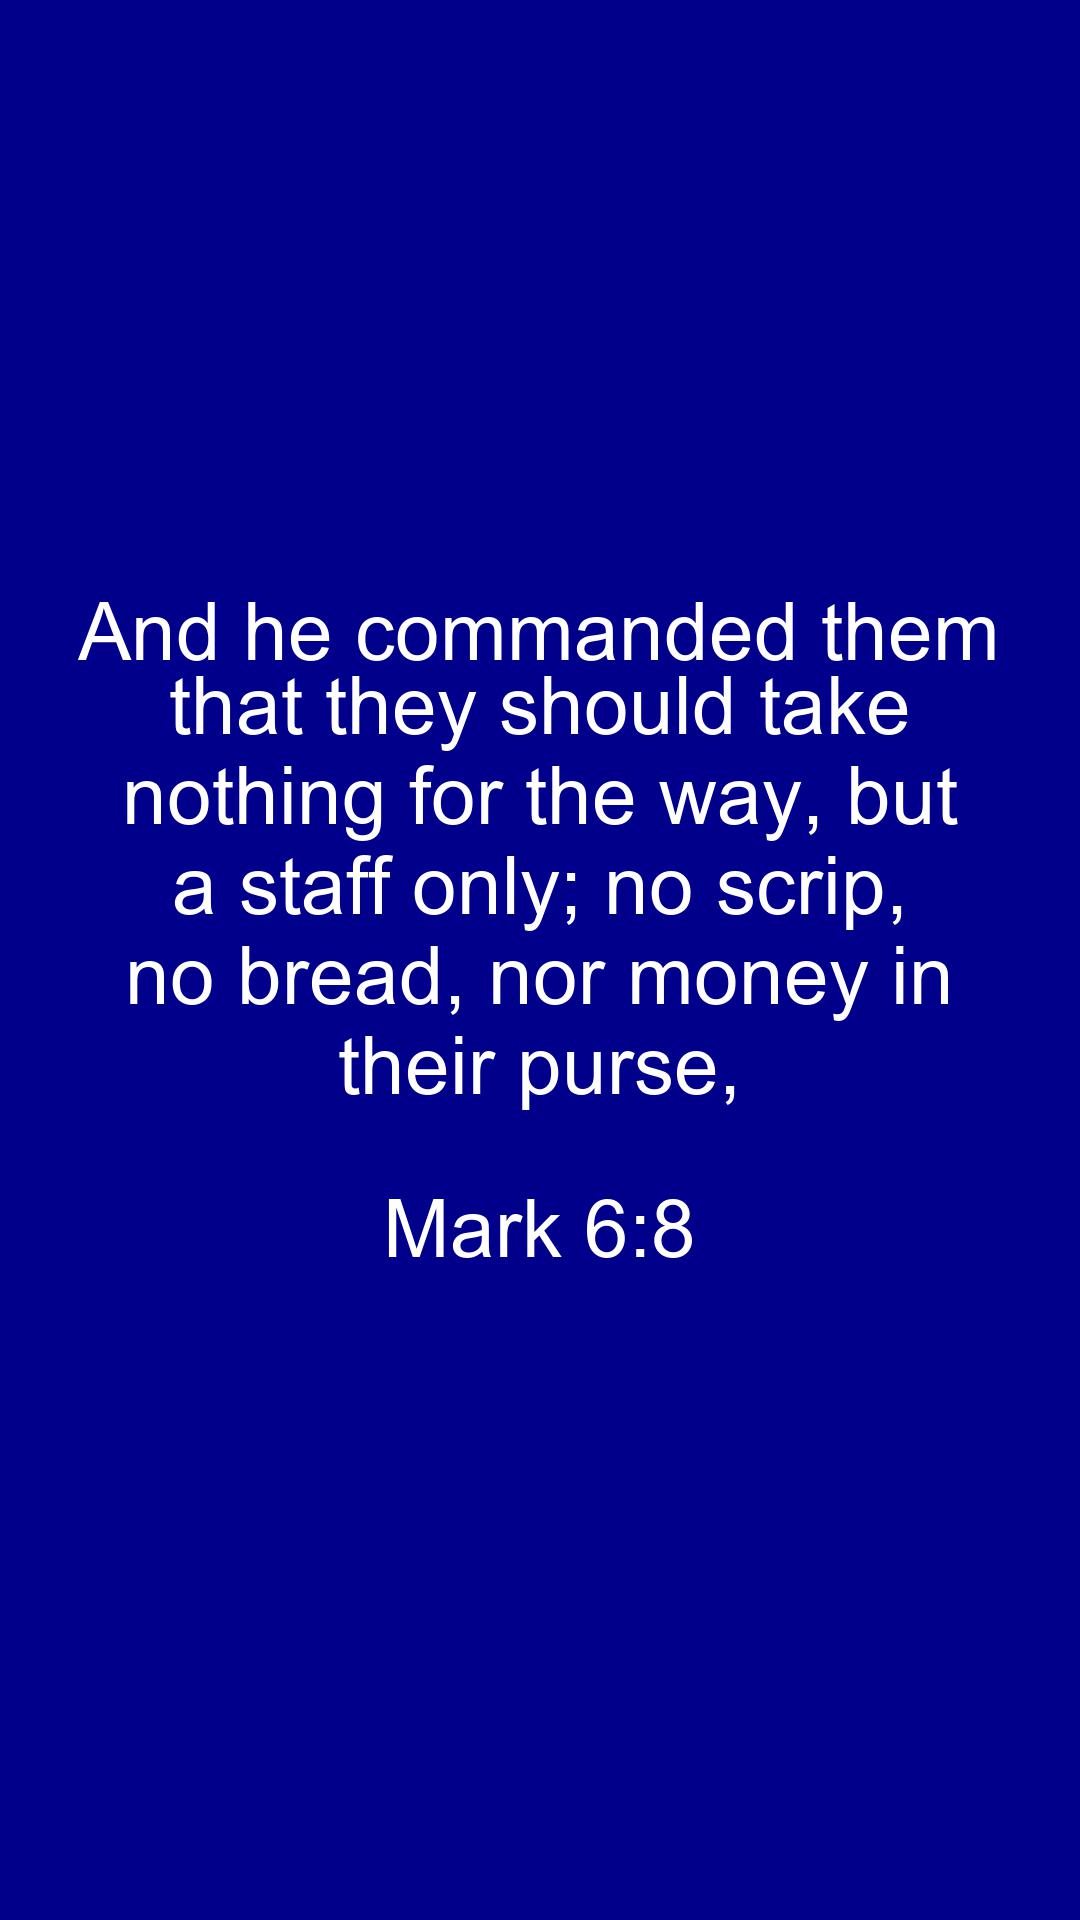 And he commanded them
that they should take
nothing for the way, but
a staff only; no scrip,
no bread, nor money in
their purse,
Mark 6:8